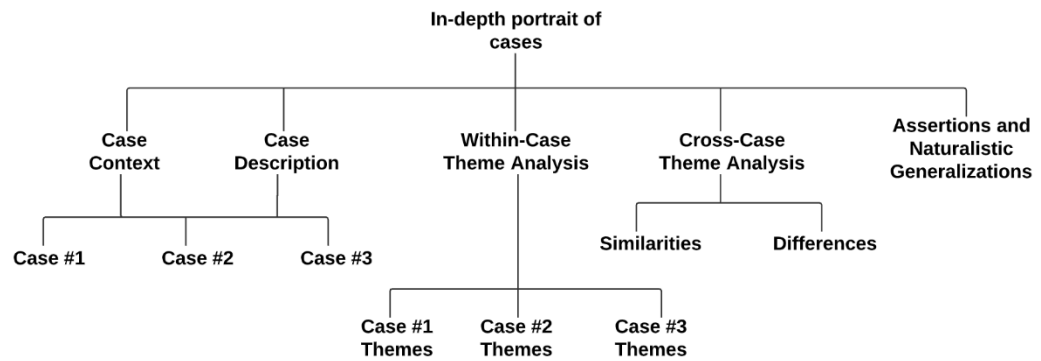 In-depth portrait of
cases
Case
Context
Case
Description
Within-Case
Theme Analysis
Cross-Case
Theme Analysis
Assertions and
Naturalistic
Generalizations
Case #1
Case #2
Case #3
Similarities
Differences
Case #1
Themes
Case #2
Themes
Case #3
Themes